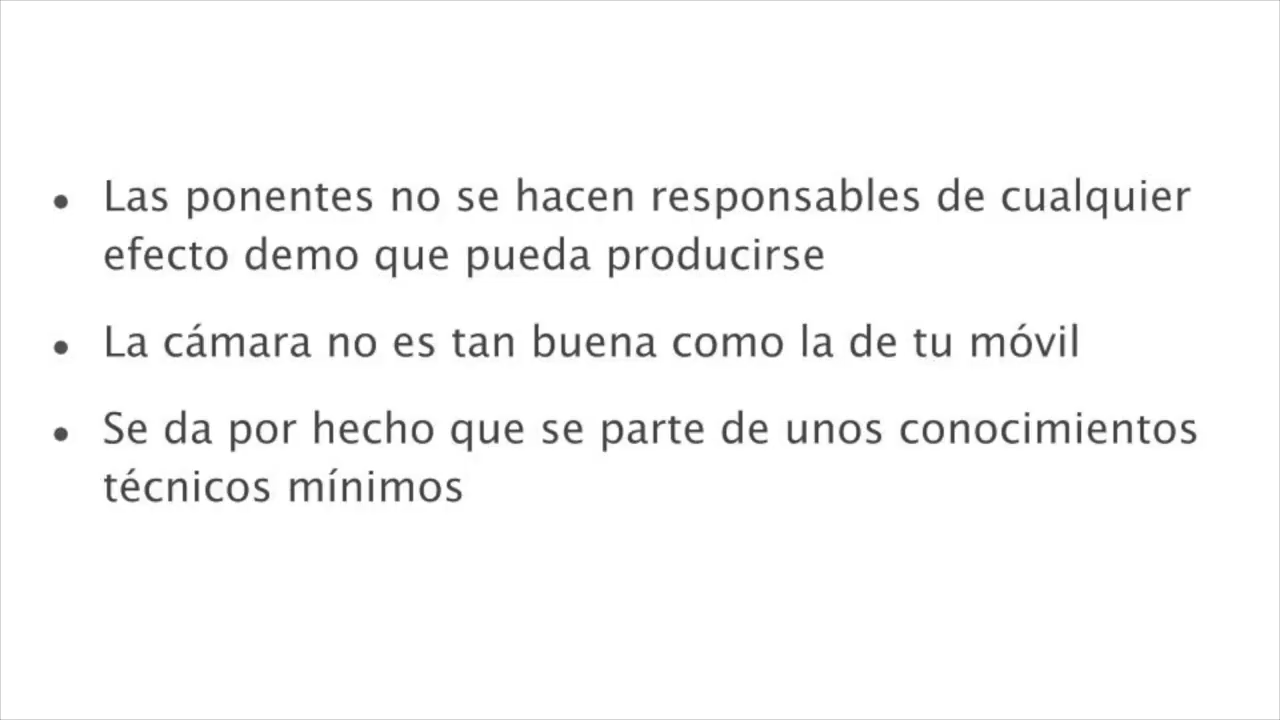 • Las ponentes no se hacen responsables de cualquier
efecto demo que pueda producirse
• La cámara no es tan buena como la de tu móvil
• Se da por hecho que se parte de unos conocimientos
técnicos mínimos